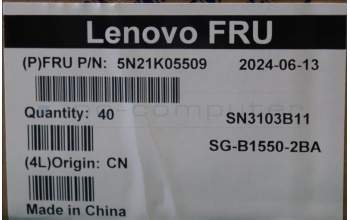 Lenovo FRU
(P)FRU P/N: 5N21K05509 2024-06-13
Quantity: 40
SN3103B11
SG-B1550-2BA
(4L)Origin: CN
Made in China